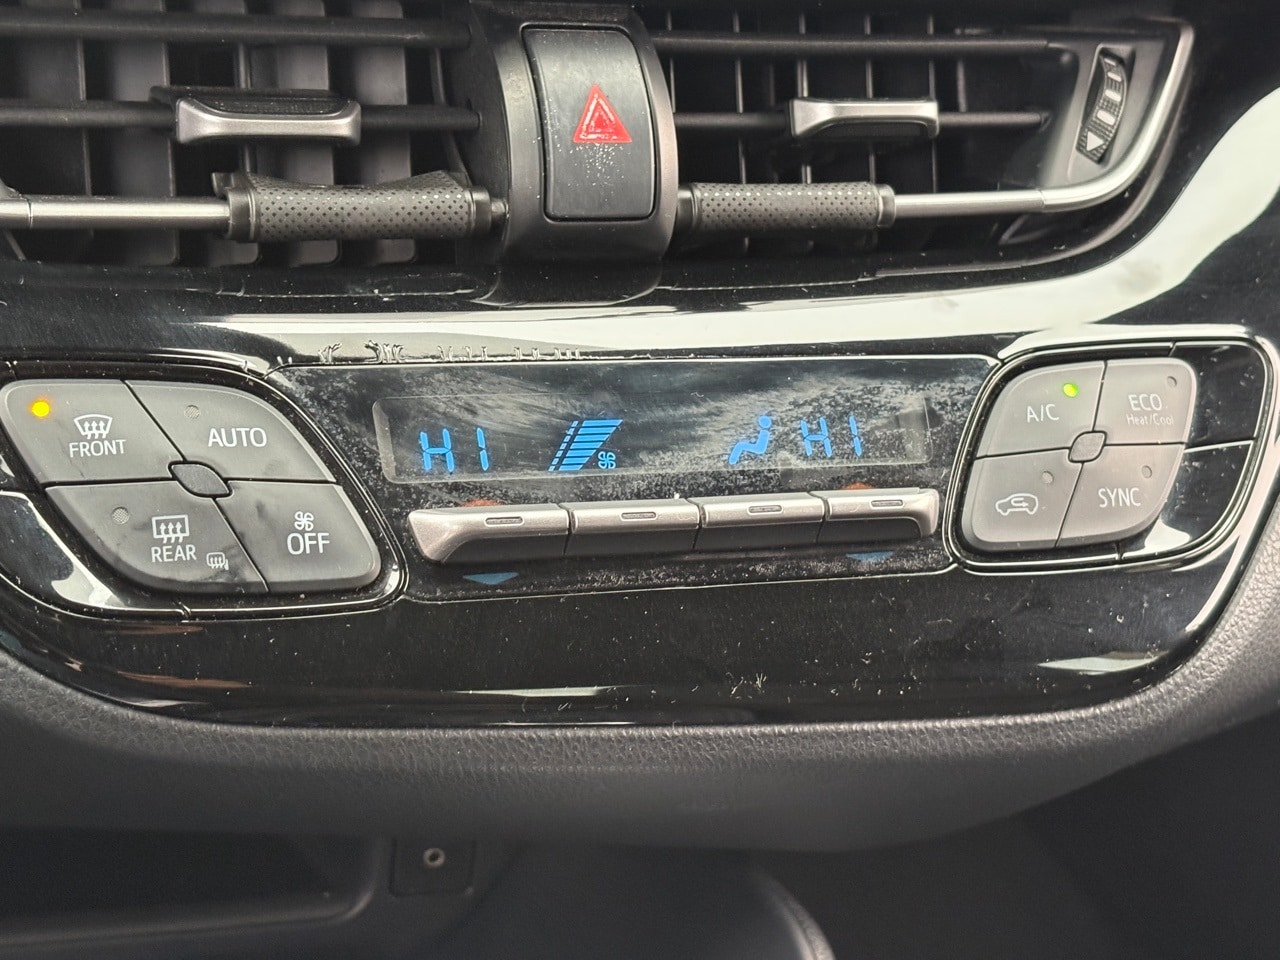 FRONT
AUTO
REAR
OFF
HI
HI
A/C
ECO
Heat/Cool
SYNC